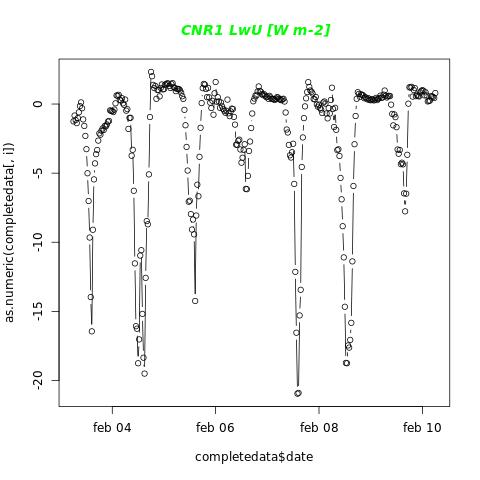 CNR1 LwU [W m-2]
as.numeric(completedata[, i])
0
-5
-10
-15
-20
feb 04
feb 06
feb 08
feb 10
completedata$date